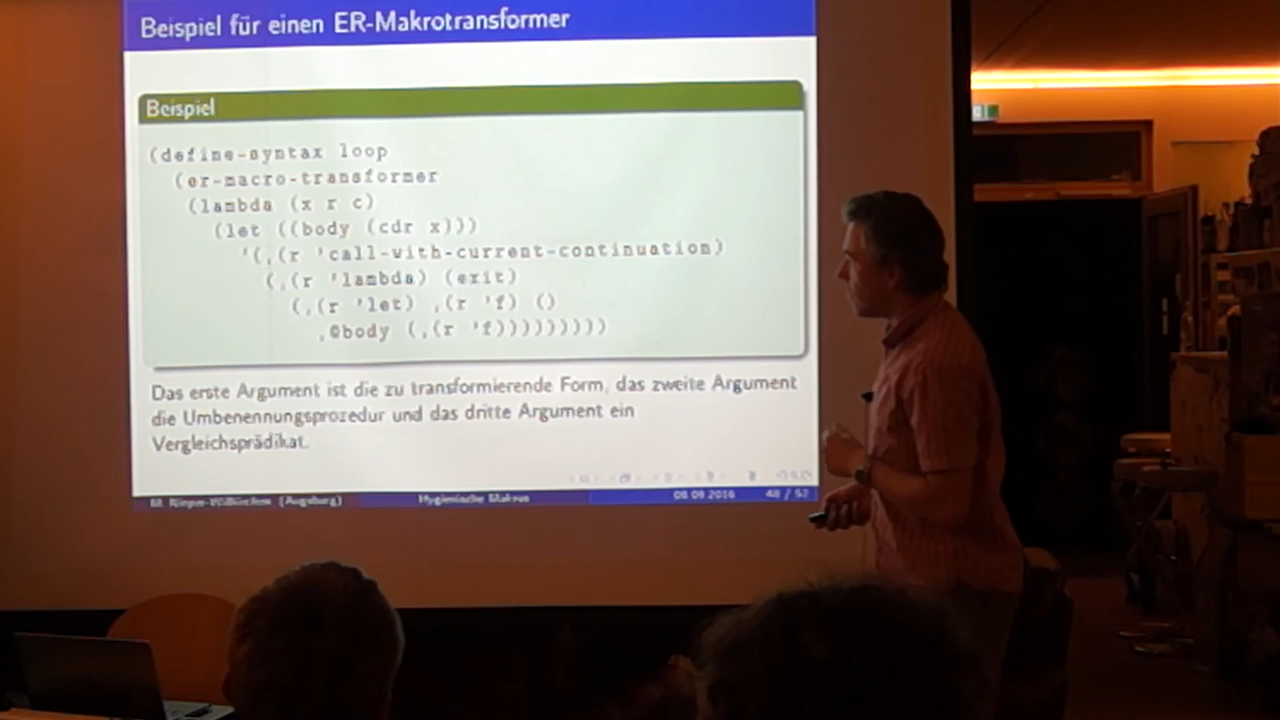 Beispiel für einen ER-Makrotransformer
Beispiel
(define-syntax loop
(er-macro-transformer
(lambda (x r c)
(let ((body (cdr x)))
`(,(r 'call-with-current-continuation)
(,(r 'lambda) (exit)
(,(r 'let) ,(r 'f) ()
,@body (,(r 'f)))))))))
Das erste Argument ist die zu transformierende Form, das zweite Argument
die Umbenennungsprozedur und das dritte Argument ein
Vergleichsprädikat.
(Augsburg)
Hygienische Makros
08.09.2016